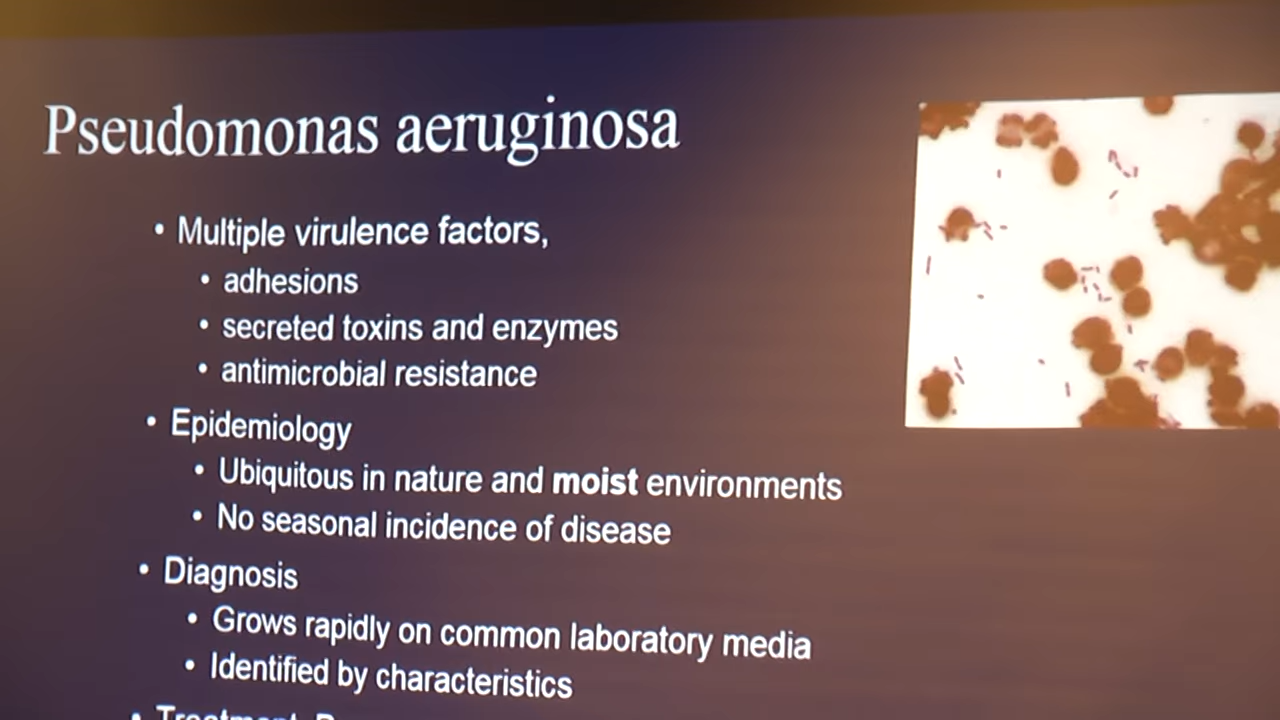 Pseudomonas aeruginosa
• Multiple virulence factors,
• adhesions
• secreted toxins and enzymes
• antimicrobial resistance
• Epidemiology
• Ubiquitous in nature and moist environments
• No seasonal incidence of disease
• Diagnosis
• Grows rapidly on common laboratory media
• Identified by characteristics
• Treatment